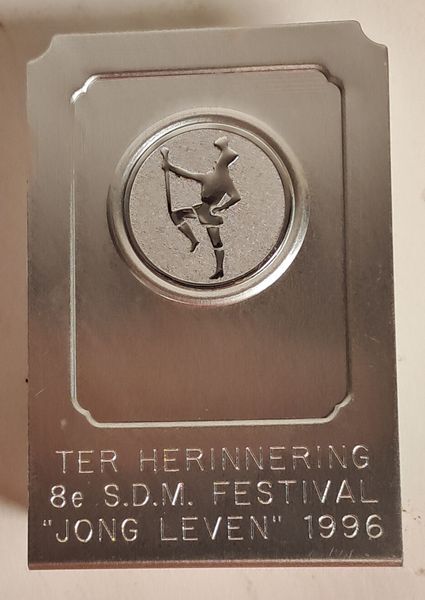 TER HERINNERING
8e S.D.M. FESTIVAL
"JONG LEVEN" 1996